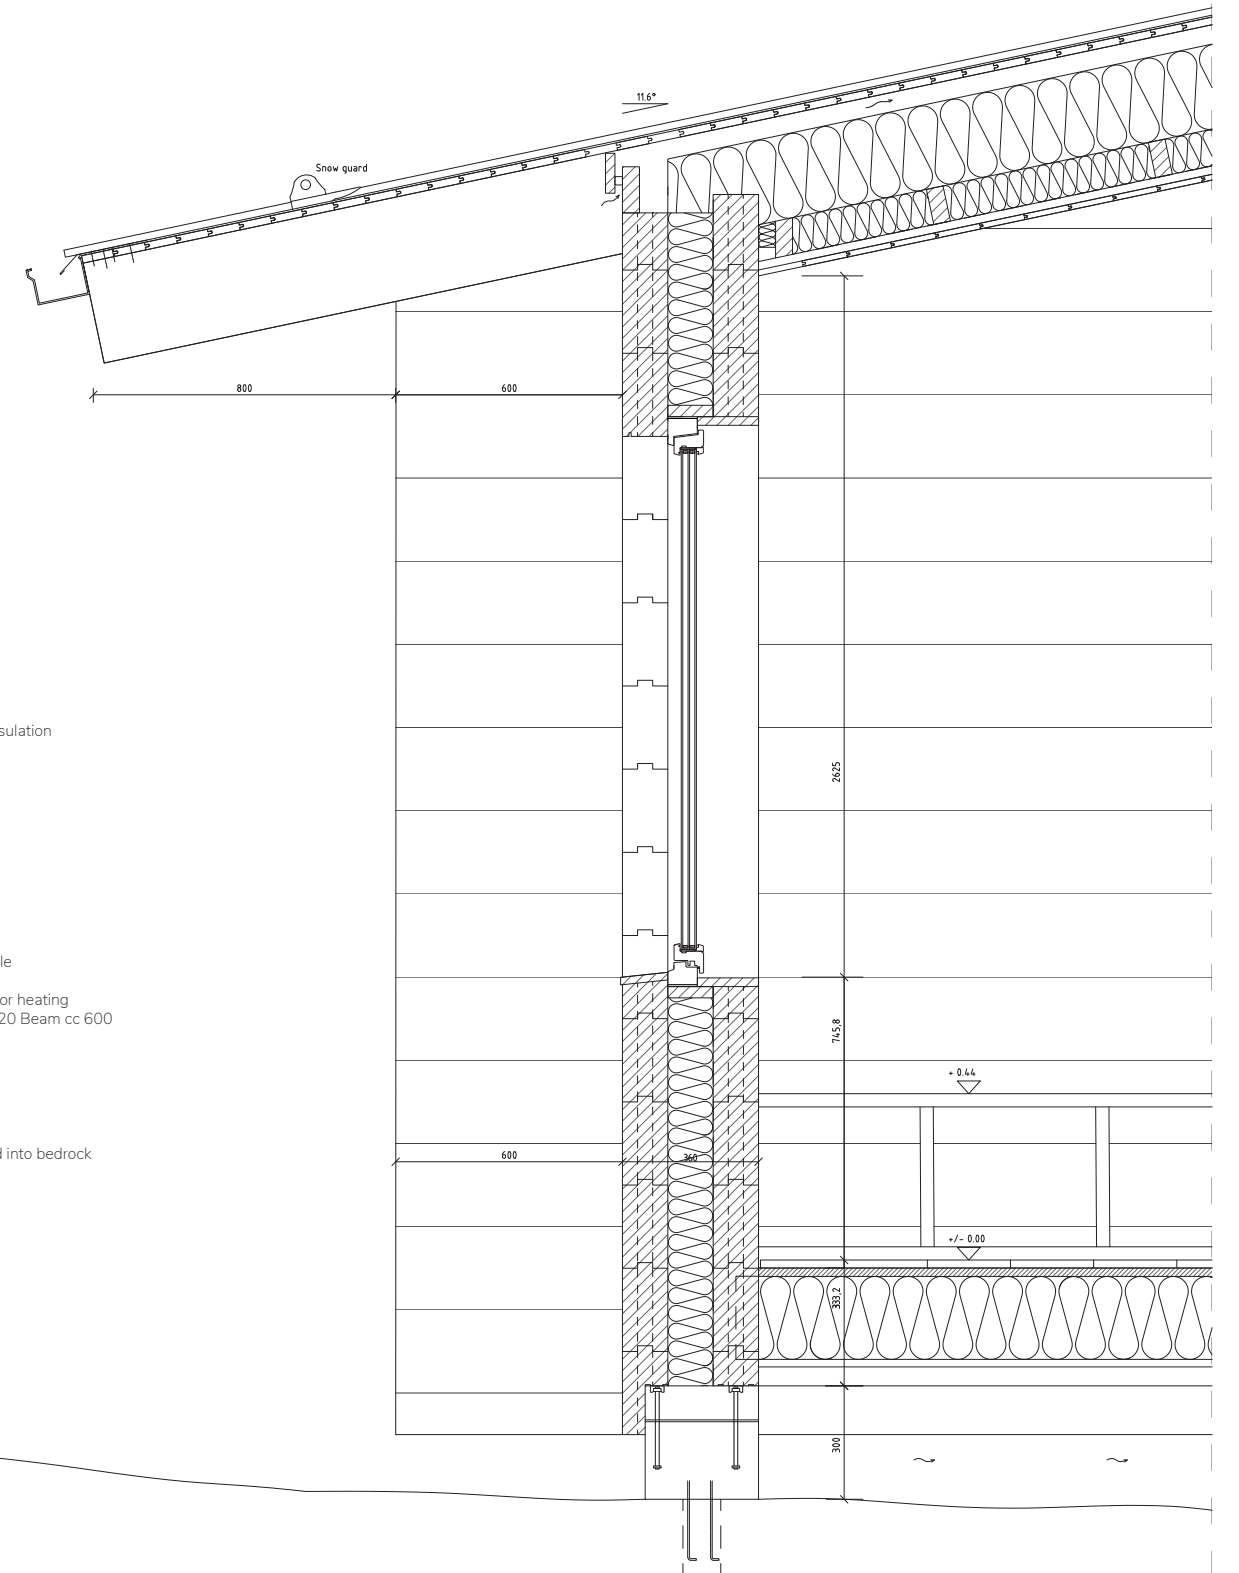 11.6°
Snow guard
800
600
sulation
2625
le
or heating
20 Beam cc 600
745,8
+ 0.44
d into bedrock
600
360
+/- 0.00
333,2
300